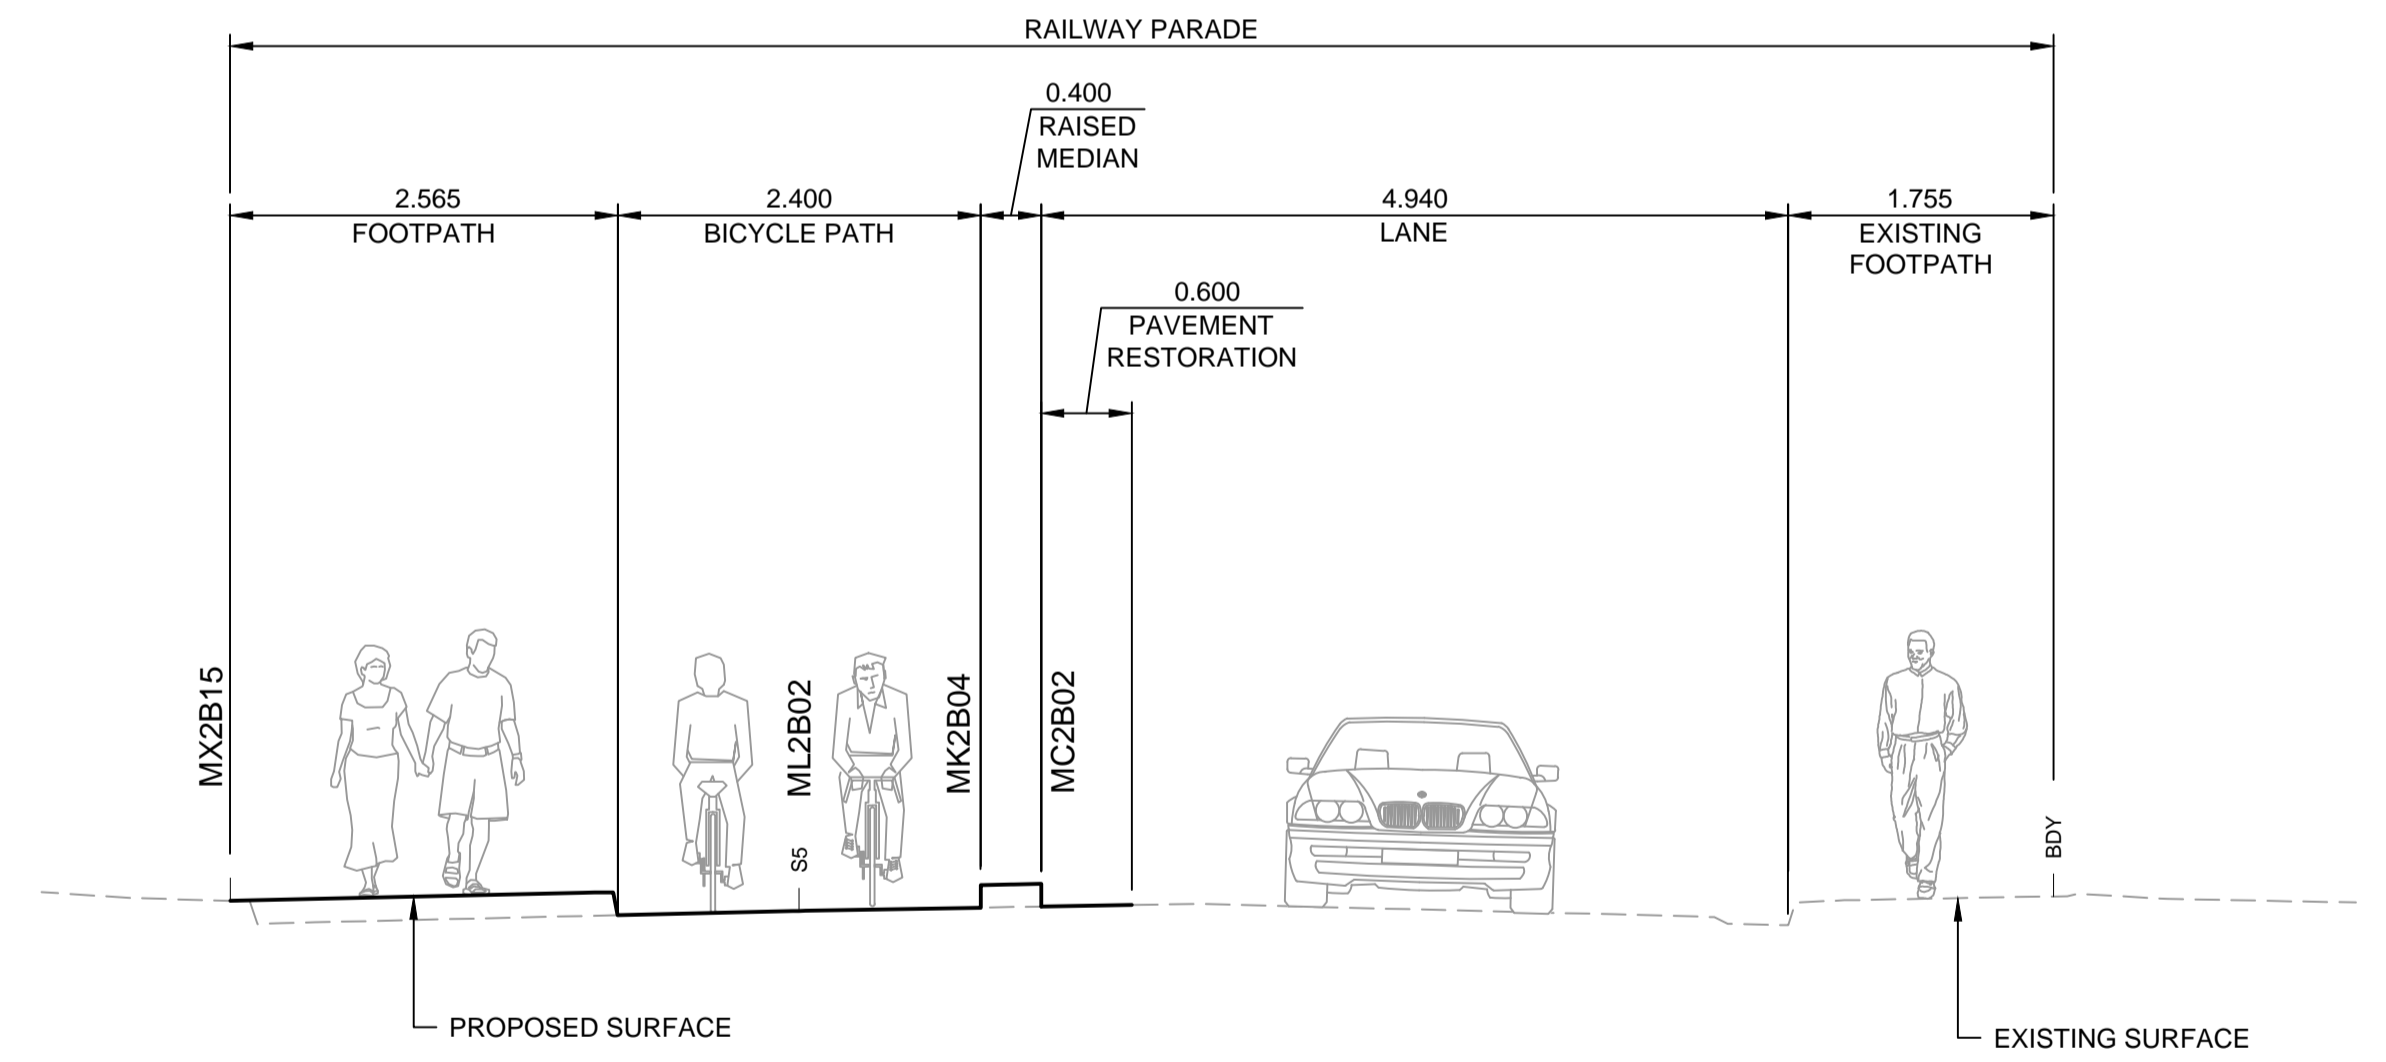 RAILWAY PARADE
0.400
RAISED
MEDIAN
2.565
FOOTPATH
2.400
BICYCLE PATH
4.940
LANE
1.755
EXISTING
FOOTPATH
0.600
PAVEMENT
RESTORATION
MX2B15
ML2B02
MK2B04
MC2B02
S5
BDY
PROPOSED SURFACE
EXISTING SURFACE